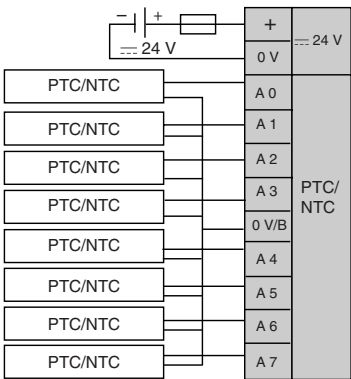 − +
+
⎓ 24 V
⎓ 24 V
0 V
PTC/NTC
A 0
PTC/NTC
A 1
PTC/NTC
A 2
PTC/NTC
A 3
PTC/
NTC
0 V/B
PTC/NTC
A 4
PTC/NTC
A 5
PTC/NTC
A 6
PTC/NTC
A 7